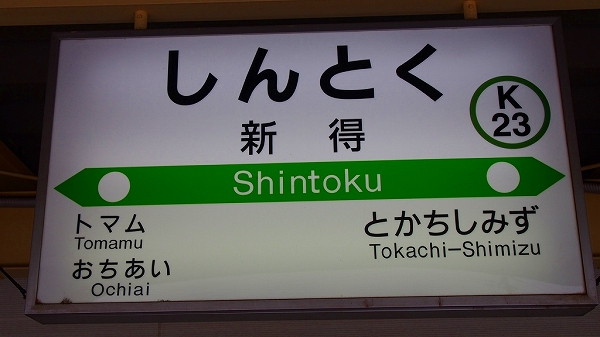 しんとく
新得
K
23
Shintoku
トマム
Tomamu
おちあい
Ochiai
とかちしみず
Tokachi-Shimizu